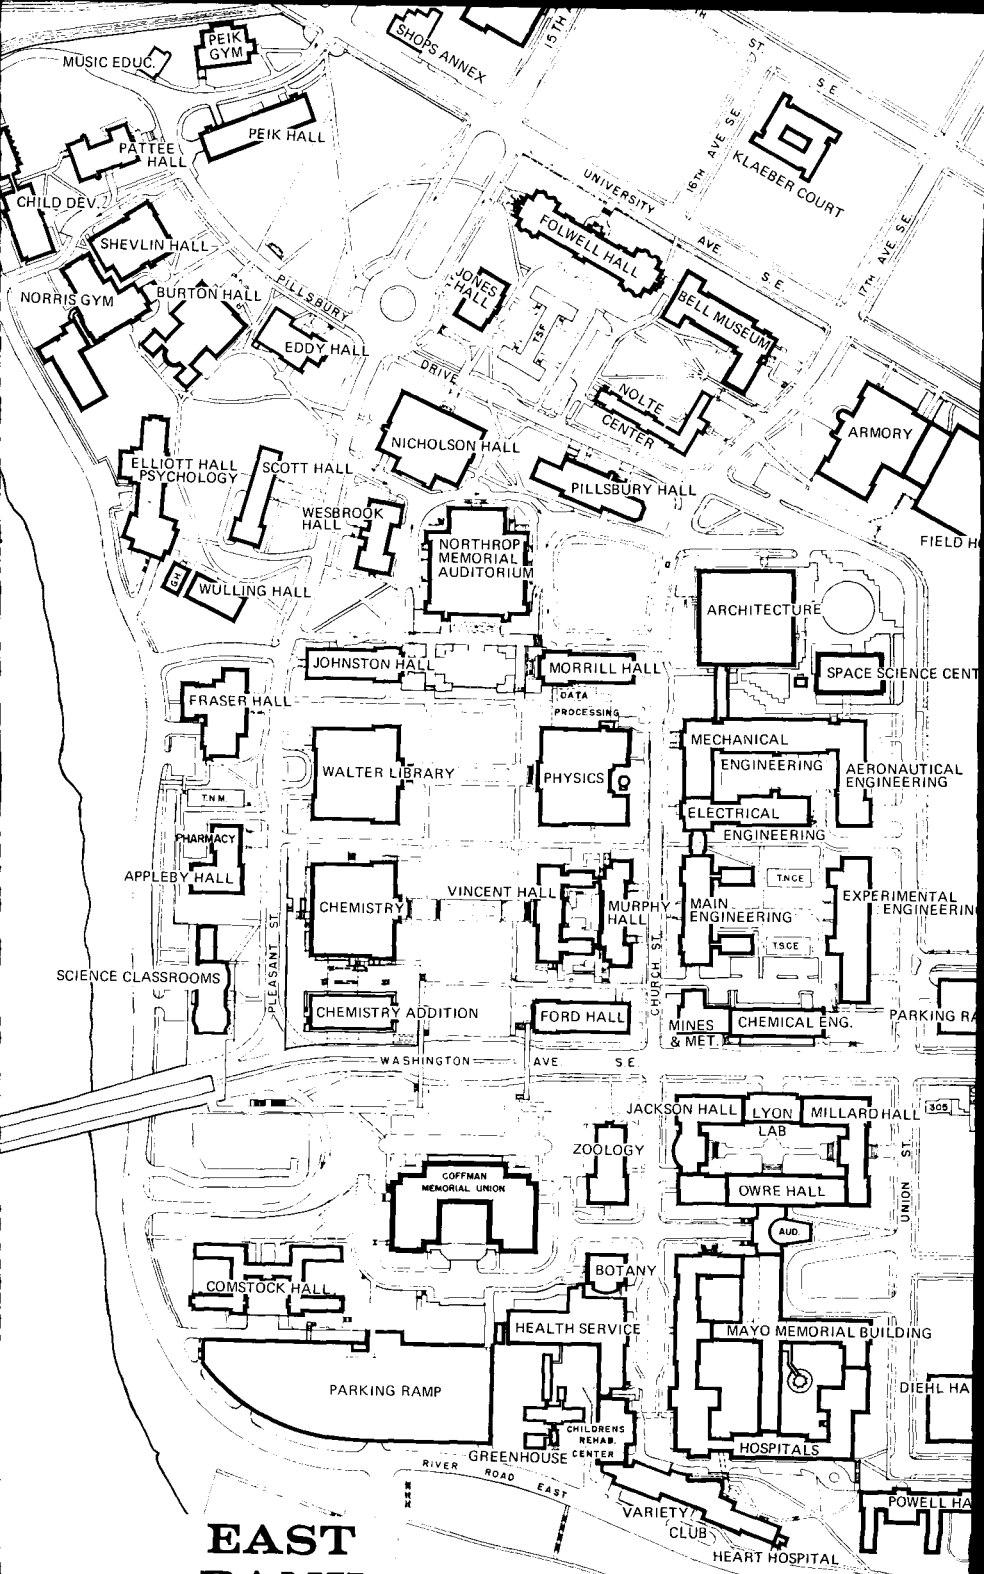 SHOPS ANNEX
15TH A
TH
ST.
S.E.
PEIK
GYM
MUSIC EDUC.
PEIK HALL
PATTEE
HALL
CHILD DEV.
16TH AVE S.E.
KLAEBER COURT
UNIVERSITY AVE. S.E.
17TH AVE S.E.
FOLWELL HALL
SHEVLIN HALL
NORRIS GYM
BURTON HALL
PILLSBURY
DRIVE
JONES
HALL
T.S.F.
BELL MUSEUM
EDDY HALL
NOLTE
CENTER
NICHOLSON HALL
ARMORY
ELLIOTT HALL
PSYCHOLOGY
SCOTT HALL
PILLSBURY HALL
WESBROOK
HALL
FIELD HO
NORTHROP
MEMORIAL
AUDITORIUM
G.H.
WULLING HALL
ARCHITECTURE
JOHNSTON HALL
MORRILL HALL
SPACE SCIENCE CENT
FRASER HALL
DATA
PROCESSING
MECHANICAL
ENGINEERING
WALTER LIBRARY
PHYSICS
AERONAUTICAL
ENGINEERING
T.N.M.
ELECTRICAL
ENGINEERING
PHARMACY
APPLEBY HALL
T.N.C.E
CHEMISTRY
VINCENT HALL
MURPHY
HALL
MAIN
ENGINEERING
EXPERIMENTAL
ENGINEERING
T.S.C.E
PLEASANT ST.
CHURCH ST.
SCIENCE CLASSROOMS
CHEMISTRY ADDITION
FORD HALL
MINES
& MET.
CHEMICAL ENG.
PARKING RA
WASHINGTON AVE. S.E.
JACKSON HALL
LYON
LAB
MILLARD HALL
305
ZOOLOGY
COFFMAN
MEMORIAL UNION
OWRE HALL
UNION ST.
AUD.
BOTANY
COMSTOCK HALL
HEALTH SERVICE
MAYO MEMORIAL BUILDING
PARKING RAMP
DIEHL HA
CHILDRENS
REHAB.
CENTER
GREENHOUSE
HOSPITALS
RIVER ROAD EAST
POWELL HA
VARIETY
CLUB
HEART HOSPITAL
EAST
BANK